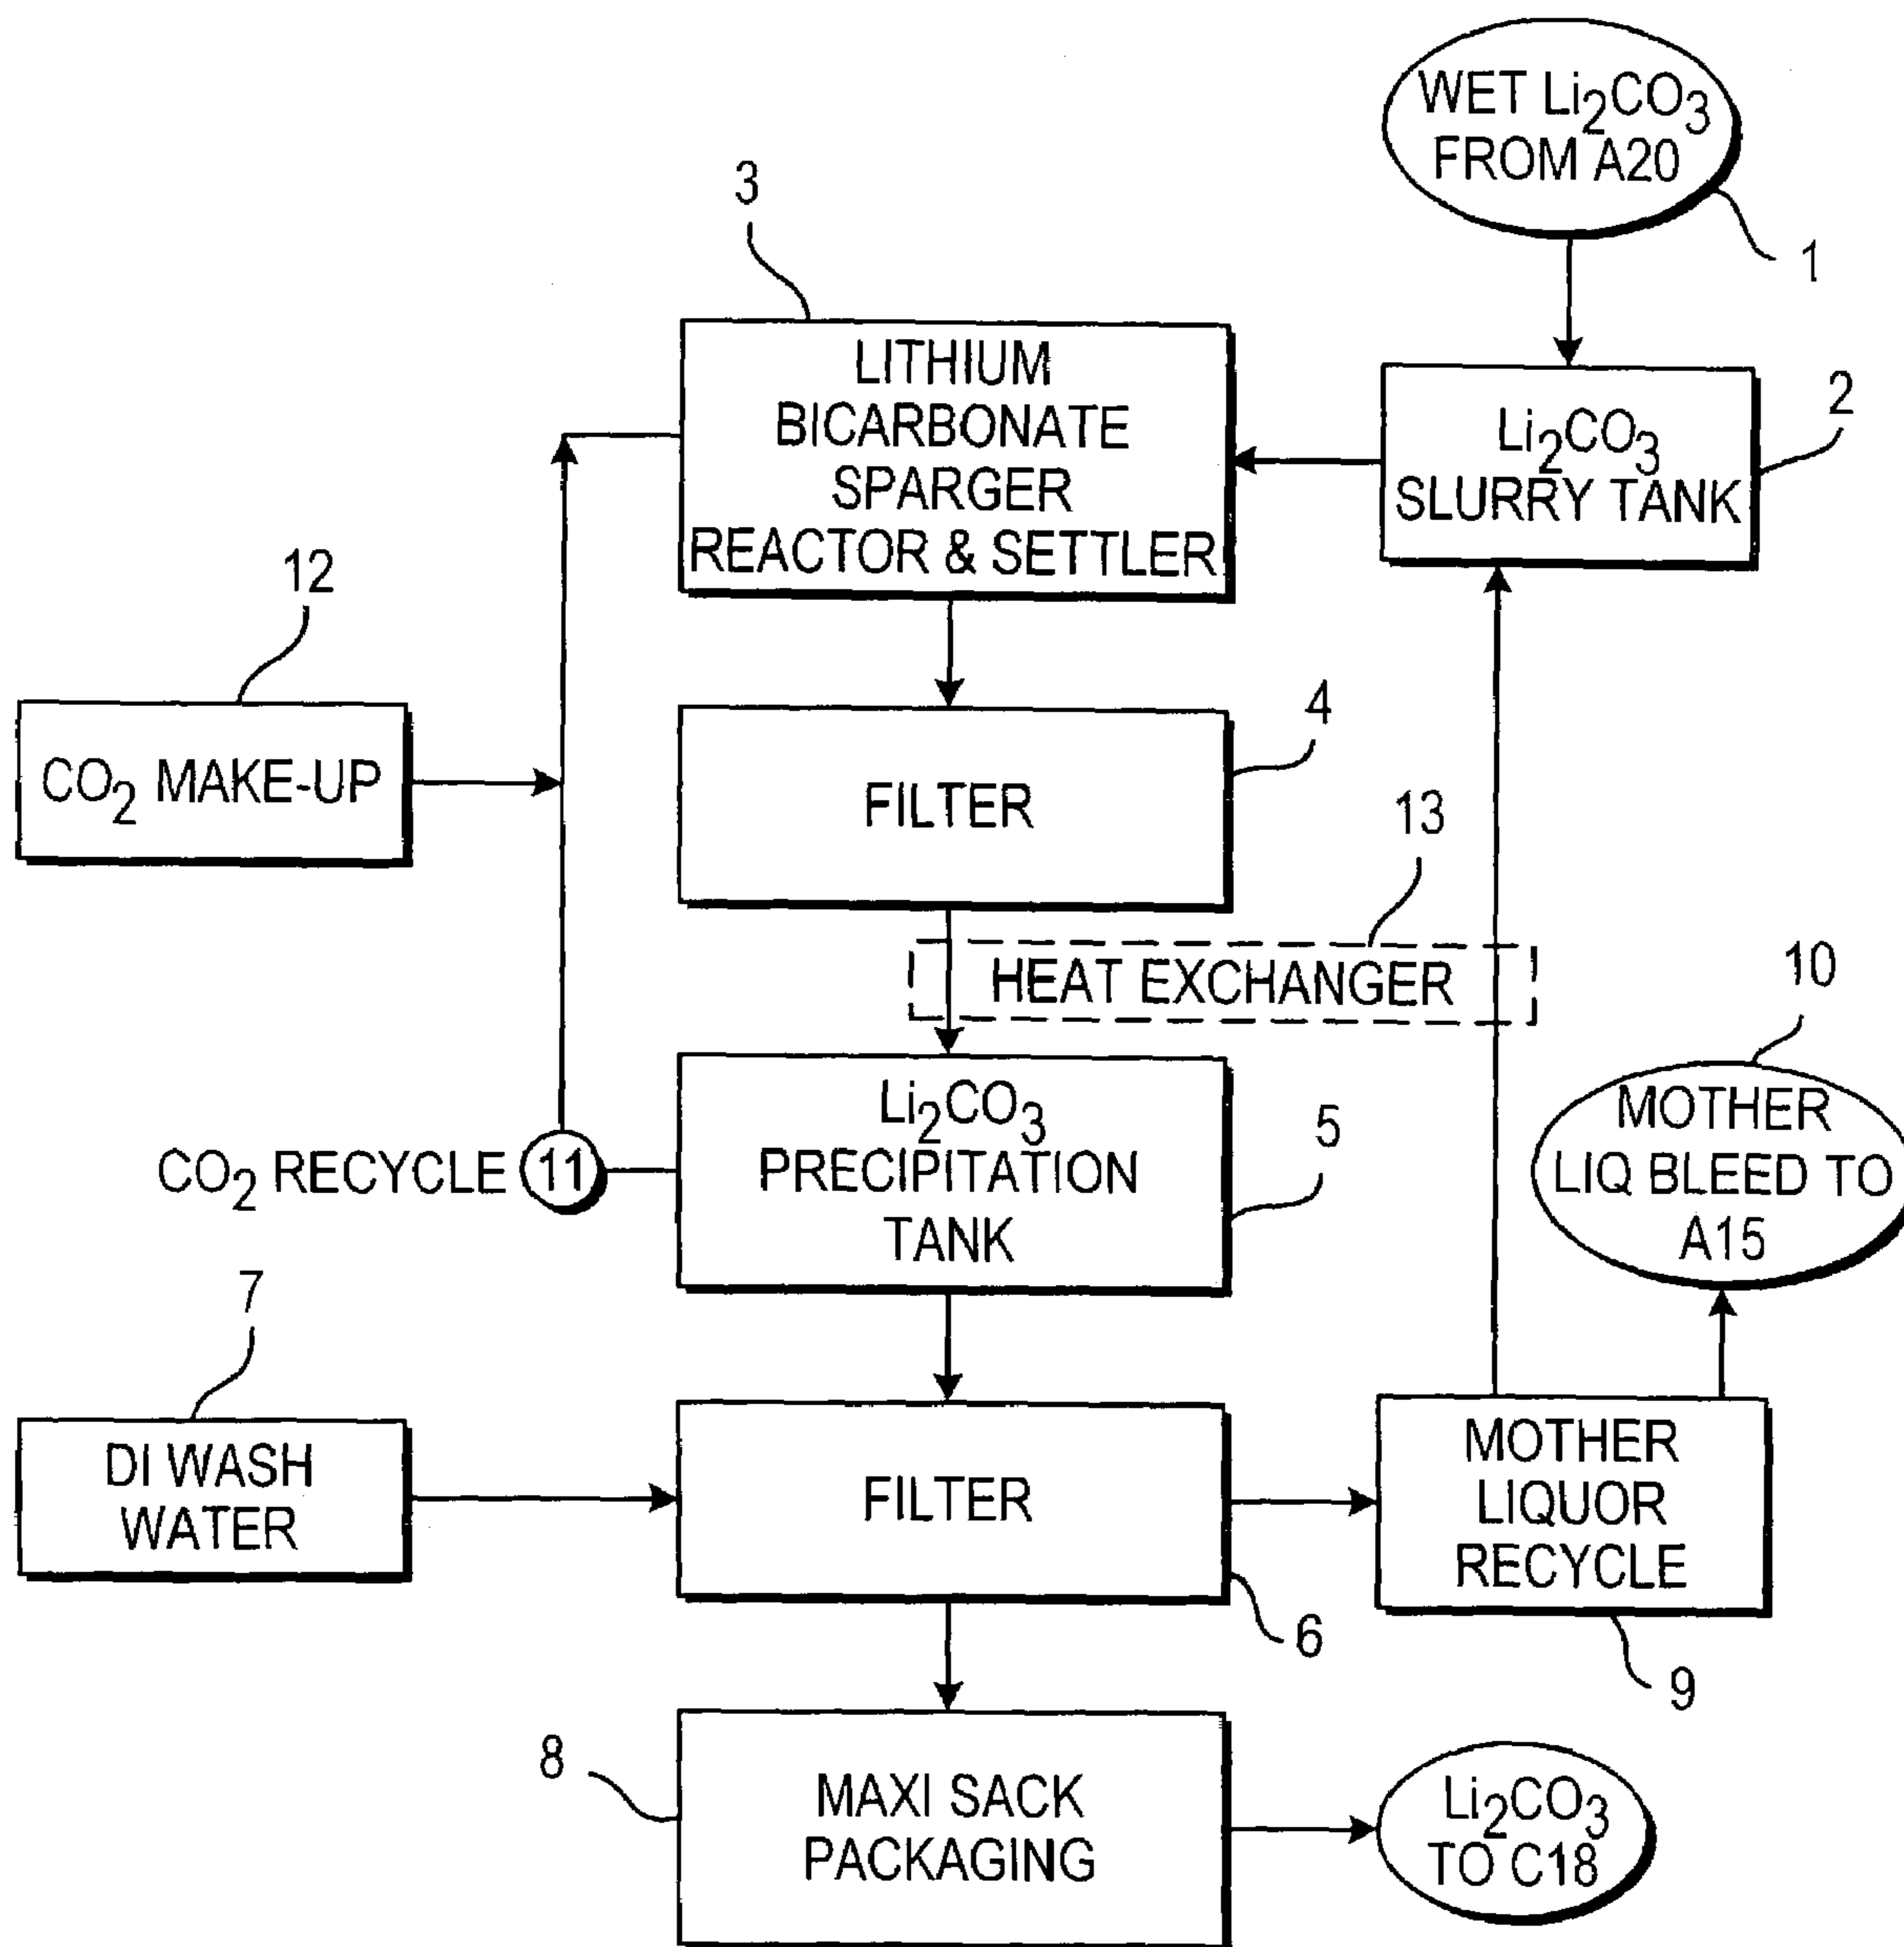 WET Li₂CO₃
FROM A20
1
3
LITHIUM
BICARBONATE
SPARGER
REACTOR & SETTLER
Li₂CO₃
SLURRY TANK
2
12
CO₂ MAKE-UP
4
FILTER
13
HEAT EXCHANGER
10
MOTHER
LIQ BLEED TO
A15
Li₂CO₃
PRECIPITATION
TANK
5
CO₂ RECYCLE 11
7
DI WASH
WATER
FILTER
6
MOTHER
LIQUOR
RECYCLE
9
8
MAXI SACK
PACKAGING
Li₂CO₃
TO C18